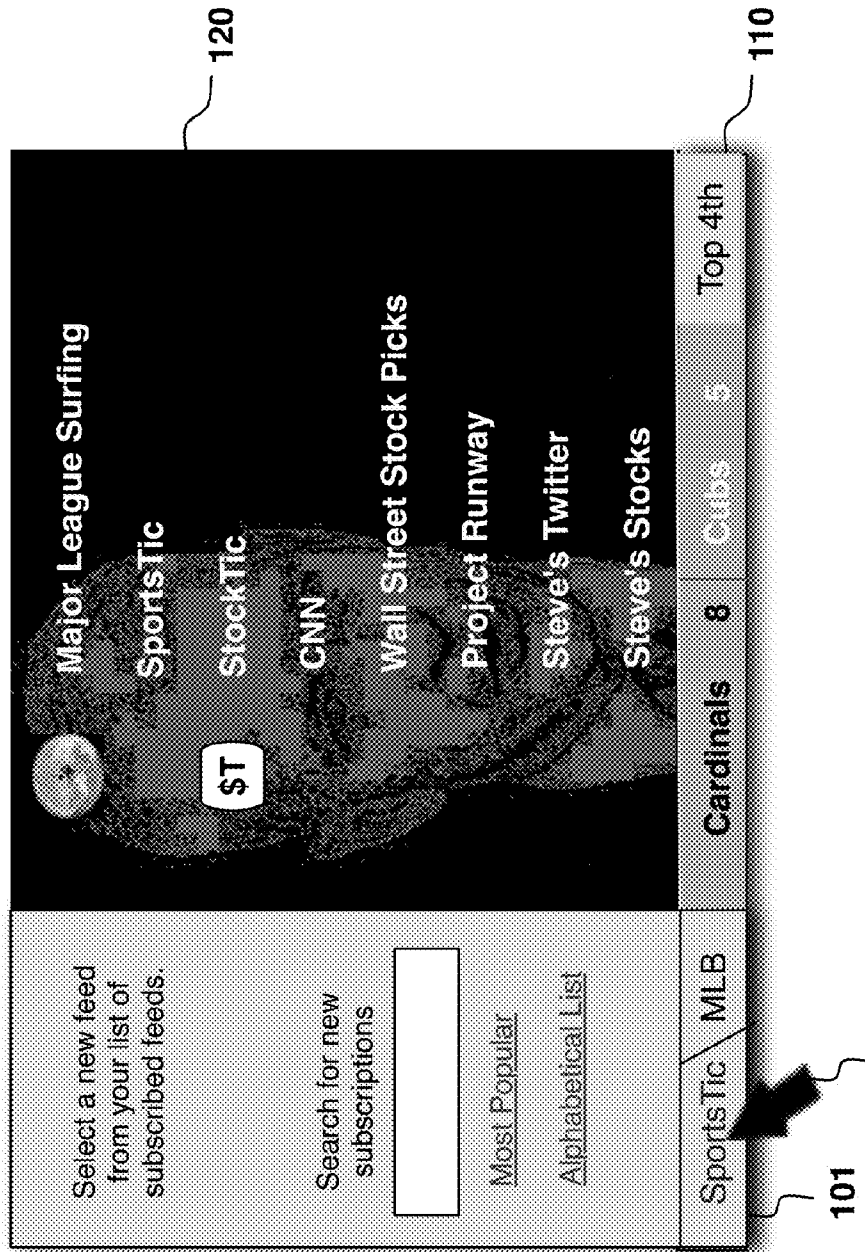 Select a new feed
from your list of
subscribed feeds.
Search for new
subscriptions
Most Popular
Alphabetical List
Major League Surfing
SportsTic
$T
StockTic
CNN
Wall Street Stock Picks
Project Runway
Steve's Twitter
Steve's Stocks
120
SportsTic MLB Cardinals 8 Cubs 5 Top 4th
110
101